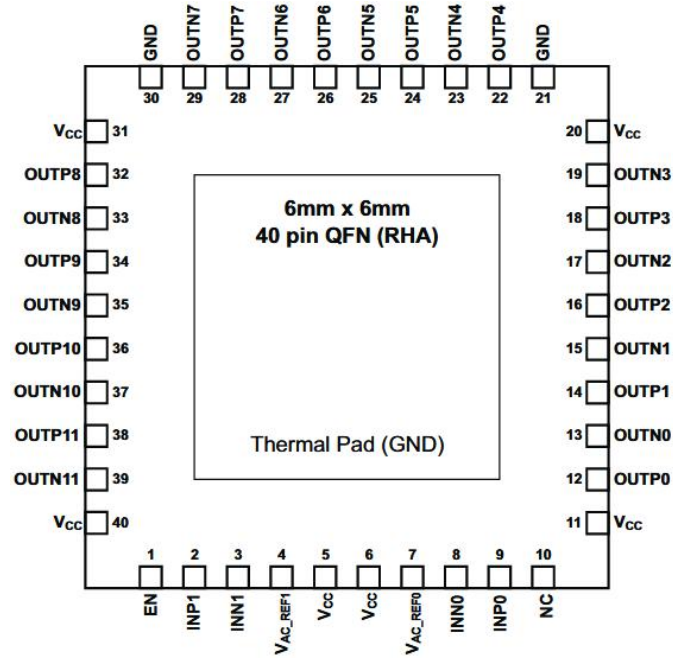 GND OUTN7 OUTP7 OUTN6 OUTP6 OUTN5 OUTP5 OUTN4 OUTP4 GND
30 29 28 27 26 25 24 23 22 21
VCC 31 20 VCC
OUTP8 32 19 OUTN3
6mm x 6mm
OUTN8 33 18 OUTP3
40 pin QFN (RHA)
OUTP9 34 17 OUTN2
OUTN9 35 16 OUTP2
OUTP10 36 15 OUTN1
OUTN10 37 14 OUTP1
OUTP11 38 13 OUTN0
Thermal Pad (GND)
OUTN11 39 12 OUTP0
VCC 40 11 VCC
1 2 3 4 5 6 7 8 9 10
EN INP1 INN1 VAC_REF1 VCC VCC VAC_REF0 INN0 INP0 NC